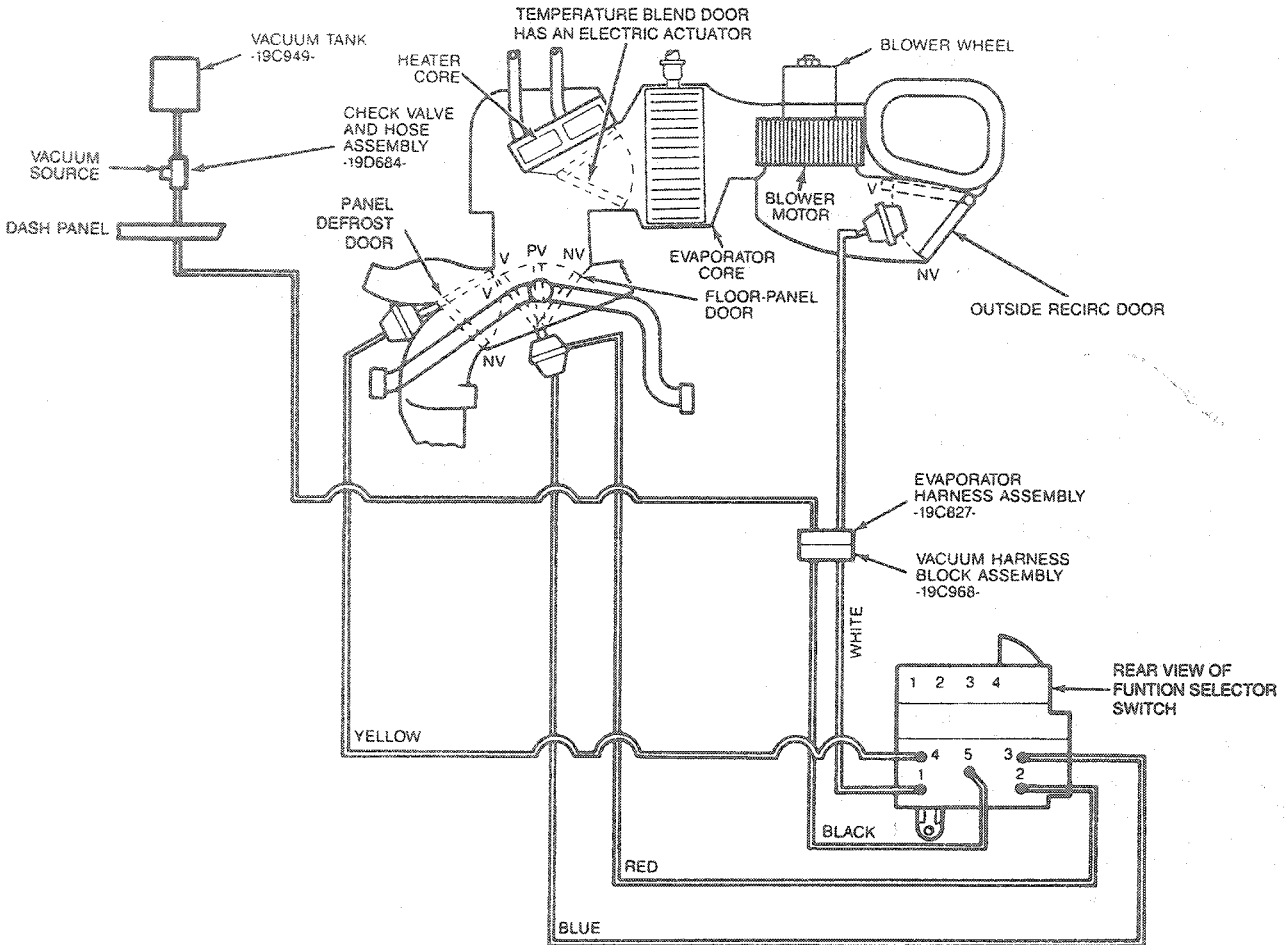 TEMPERATURE BLEND DOOR
HAS AN ELECTRIC ACTUATOR
VACUUM TANK
-19C949-
HEATER
CORE
BLOWER WHEEL
CHECK VALVE
AND HOSE
ASSEMBLY
-19D684-
VACUUM
SOURCE
DASH PANEL
PANEL
DEFROST
DOOR
BLOWER
MOTOR
V
NV
EVAPORATOR
CORE
V
PV
NV
V
NV
FLOOR-PANEL
DOOR
OUTSIDE RECIRC DOOR
EVAPORATOR
HARNESS ASSEMBLY
-19C827-
VACUUM HARNESS
BLOCK ASSEMBLY
-19C968-
WHITE
1 2 3 4
REAR VIEW OF
FUNTION SELECTOR
SWITCH
YELLOW
4 5 3
1 2
BLACK
RED
BLUE